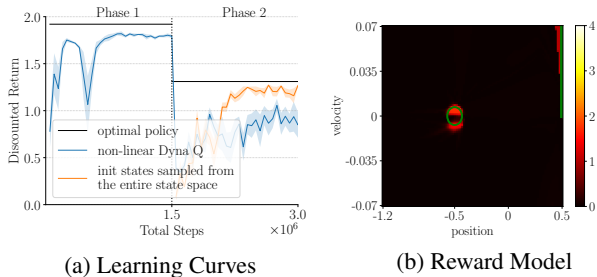 (a)
Phase 1
Phase 2
Discounted Return
2.0
1.5
1.0
0.5
0.0
optimal policy
non-linear Dyna Q
init states sampled from
the entire state space
1.5
3.0
×10⁶
Total Steps
(a) Learning Curves
b)
velocity
0.07
0.035
0
-0.035
-0.07
-1.2
-0.5
0
0.5
position
4
3
2
1
0
(b) Reward Model